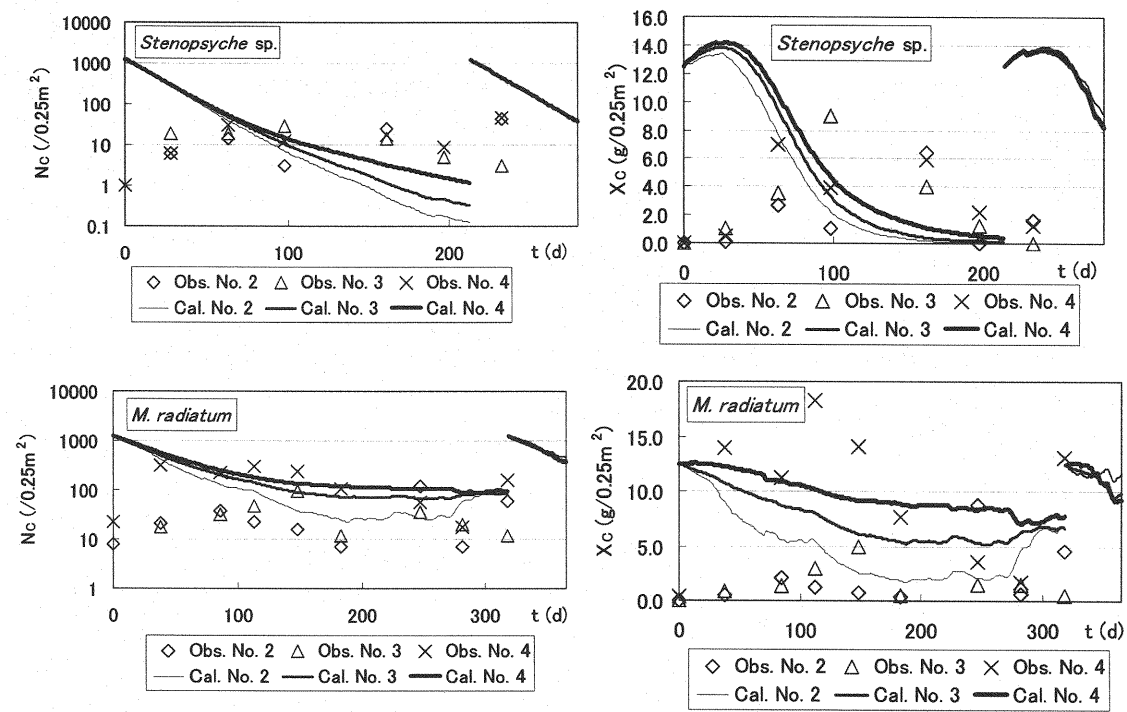 10000
1000
100
10
1
0.1
Nc (/0.25m²)
Stenopsyche sp.
0 100 200 t (d)
Obs. No. 2 Obs. No. 3 Obs. No. 4
Cal. No. 2 Cal. No. 3 Cal. No. 4
16.0
14.0
12.0
10.0
8.0
6.0
4.0
2.0
0.0
Xc (g/0.25m²)
Stenopsyche sp.
0 100 200 t (d)
Obs. No. 2 Obs. No. 3 Obs. No. 4
Cal. No. 2 Cal. No. 3 Cal. No. 4
10000
1000
100
10
1
Nc (/0.25m²)
M. radiatum
0 100 200 300
t (d)
Obs. No. 2 Obs. No. 3 Obs. No. 4
Cal. No. 2 Cal. No. 3 Cal. No. 4
20.0
15.0
10.0
5.0
0.0
Xc (g/0.25m²)
M. radiatum
0 100 200 300 t (d)
Obs. No. 2 Obs. No. 3 Obs. No. 4
Cal. No. 2 Cal. No. 3 Cal. No. 4